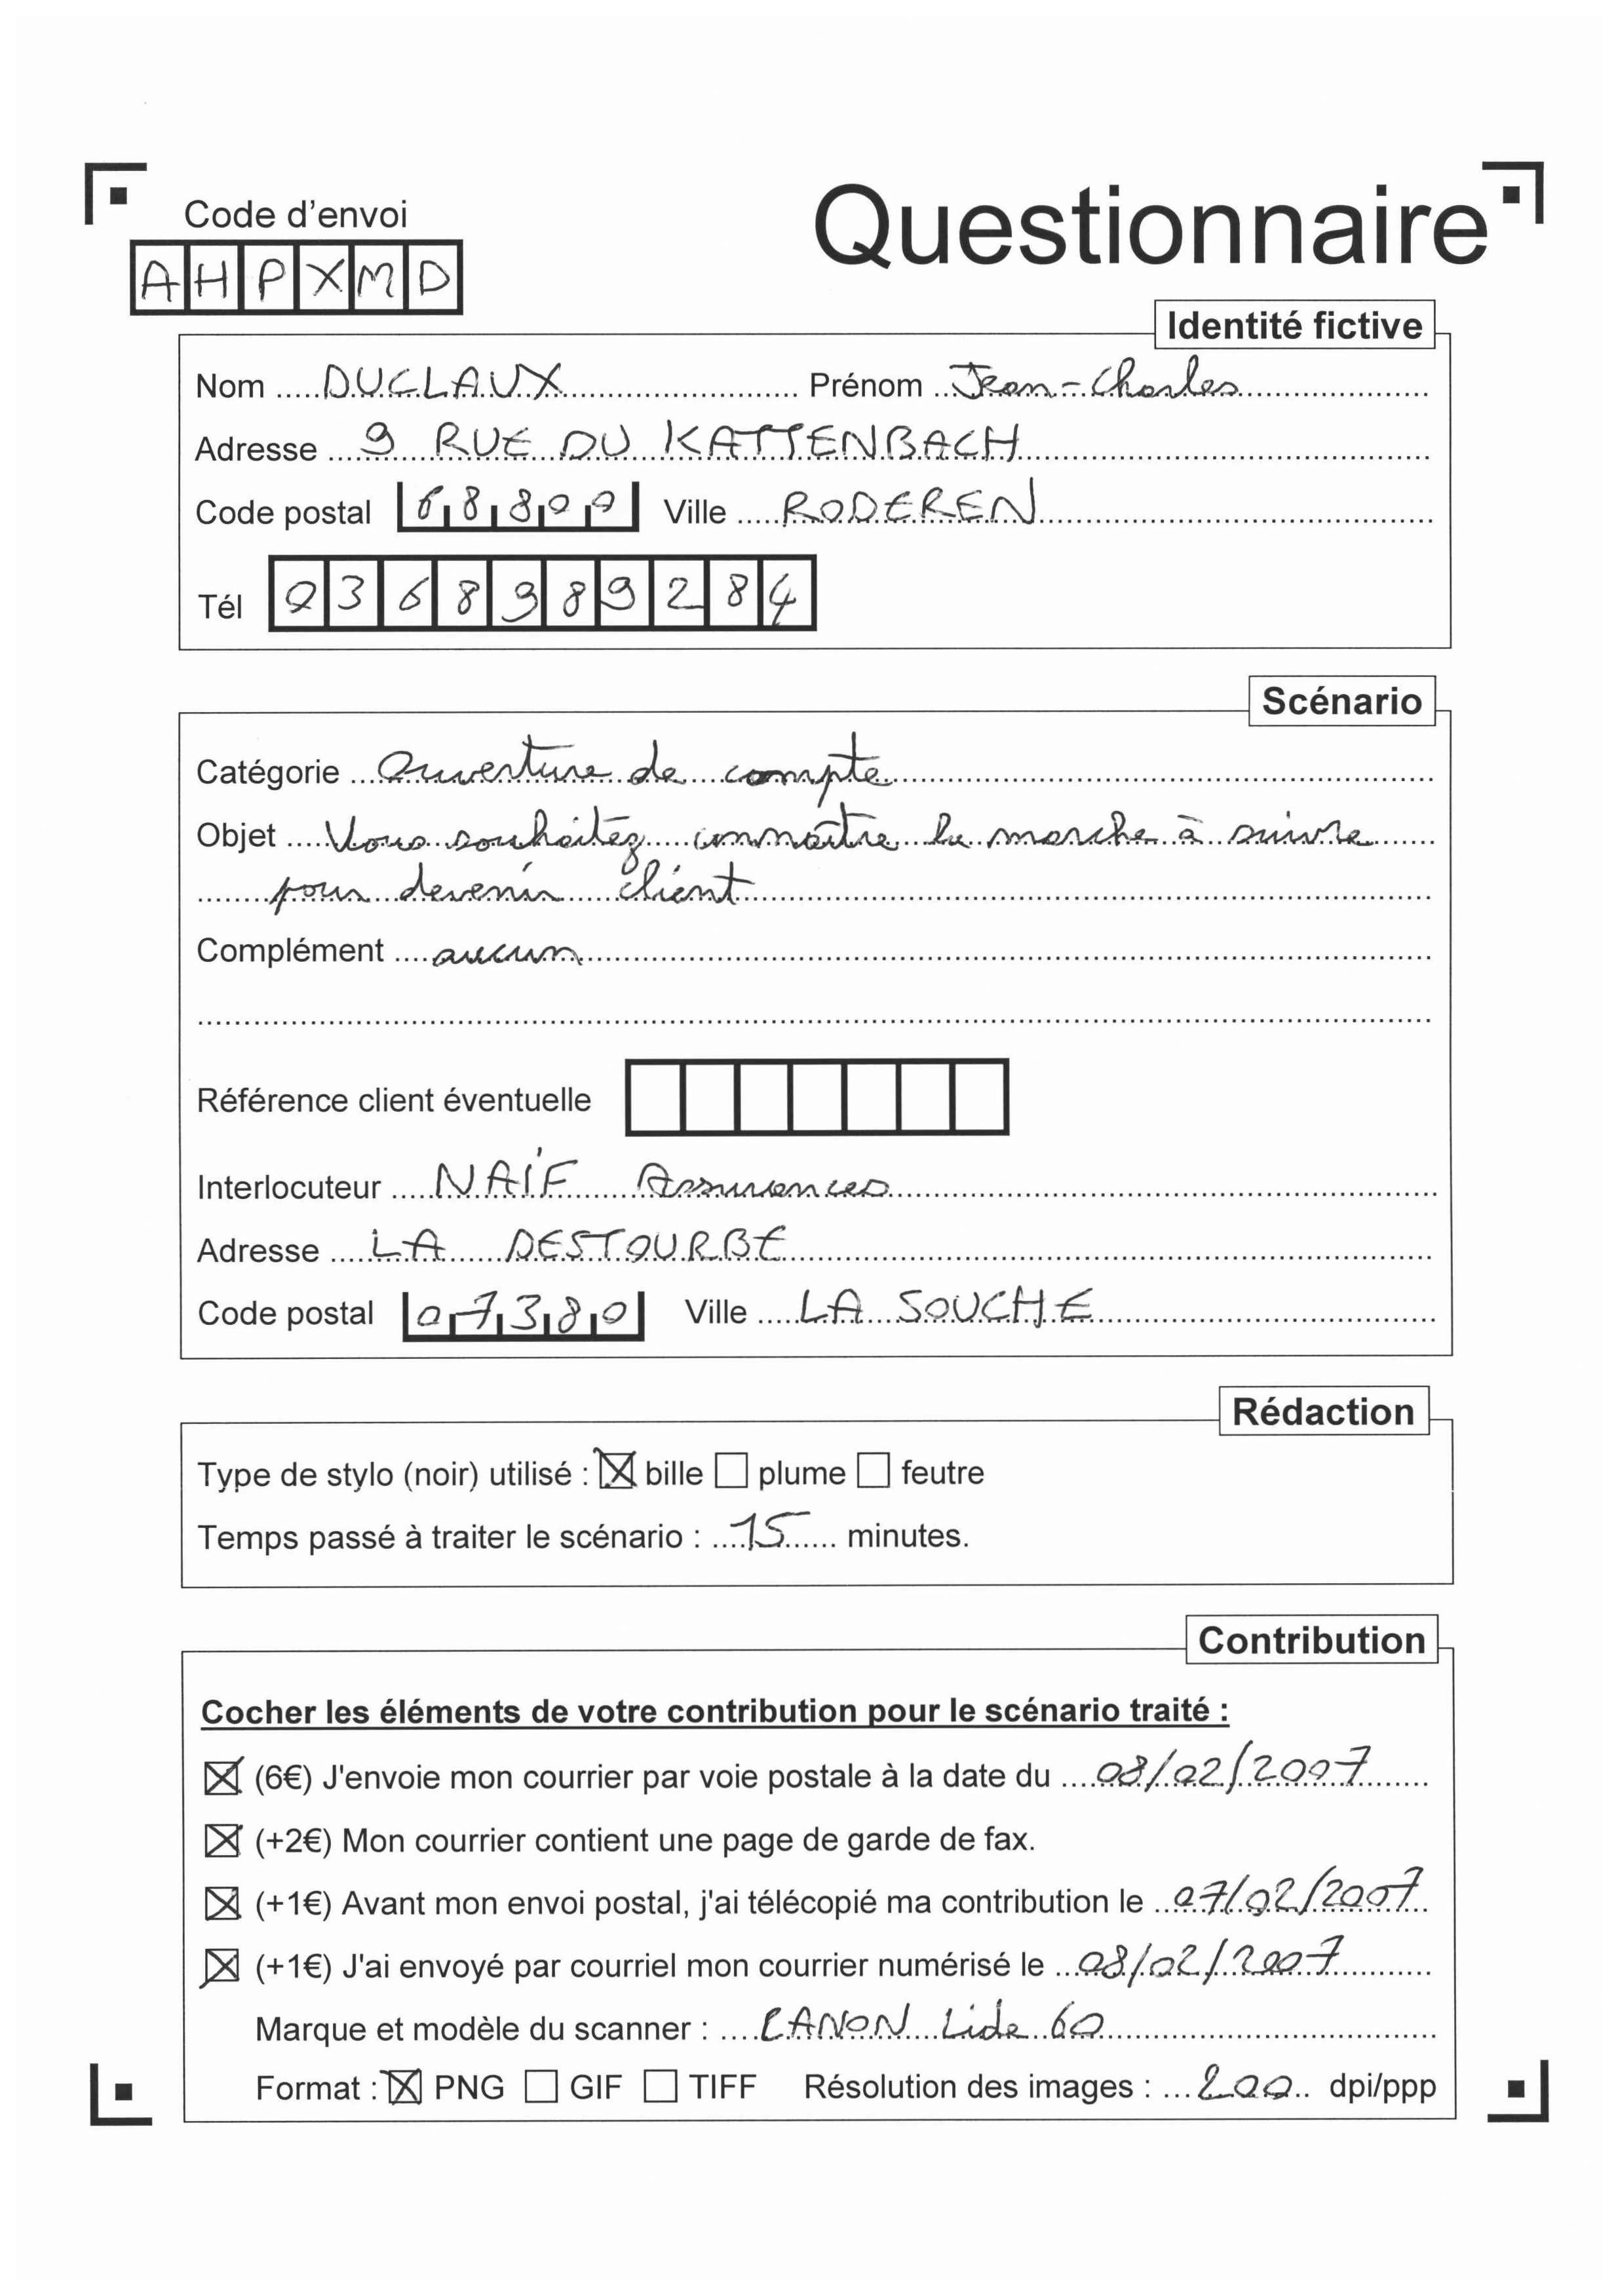 Code d'envoi
Questionnaire
AHPXMD
Identité fictive
Nom DUCLAUX Prénom Jean-Charles
Adresse 9 RUE DU KATTENBACH
Code postal 68800 Ville RODEREN
Tél 0368989284
Scénario
Catégorie Ouverture de compte
Objet Vous souhaitez connaître la marche à suivre
pour devenir client
Complément aucun
Référence client éventuelle
Interlocuteur NAÏF Assurances
Adresse LA DESTOURBE
Code postal 07380 Ville LA SOUCHE
Rédaction
Type de stylo (noir) utilisé : ☒ bille ☐ plume ☐ feutre
Temps passé à traiter le scénario : 15 minutes.
Contribution
Cocher les éléments de votre contribution pour le scénario traité :
☒ (6€) J'envoie mon courrier par voie postale à la date du 08/02/2007
☒ (+2€) Mon courrier contient une page de garde de fax.
☒ (+1€) Avant mon envoi postal, j'ai télécopié ma contribution le 07/02/2007
☒ (+1€) J'ai envoyé par courriel mon courrier numérisé le 08/02/2007
Marque et modèle du scanner : CANON Lide 60
Format : ☒ PNG ☐ GIF ☐ TIFF Résolution des images : 200 dpi/ppp